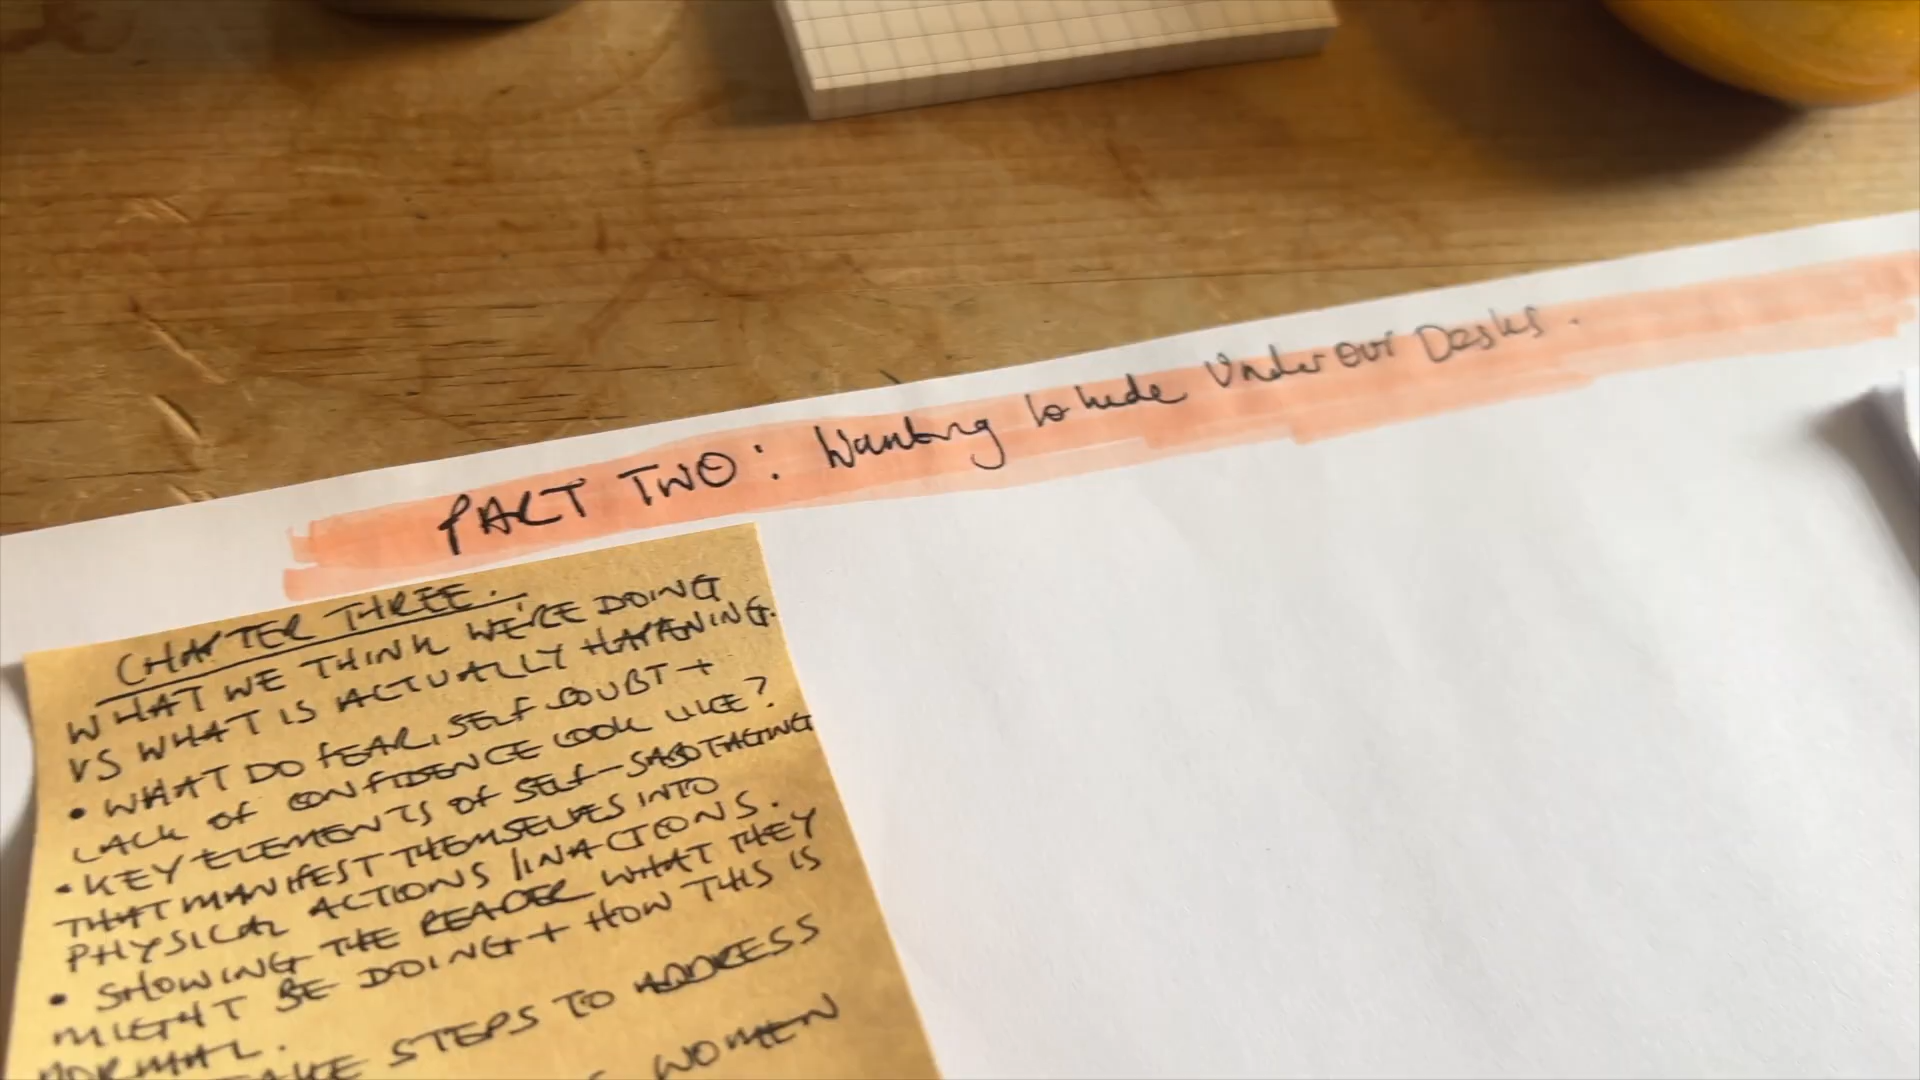 PART TWO: Wanting to hide Under Our Desks.
CHAPTER THREE.
WHAT WE THINK WE'RE DOING
VS WHAT IS ACTUALLY HAPPENING.
• WHAT DO FEAR, SELF DOUBT +
LACK OF CONFIDENCE LOOK LIKE?
• KEY ELEMENTS OF SELF-SABOTAGING
THAT MANIFEST THEMSELVES INTO
PHYSICAL ACTIONS/INACTIONS.
• SHOWING THE READER WHAT THEY
MIGHT BE DOING + HOW THIS IS
NORMAL.
STEPS TO ADDRESS
WOMEN